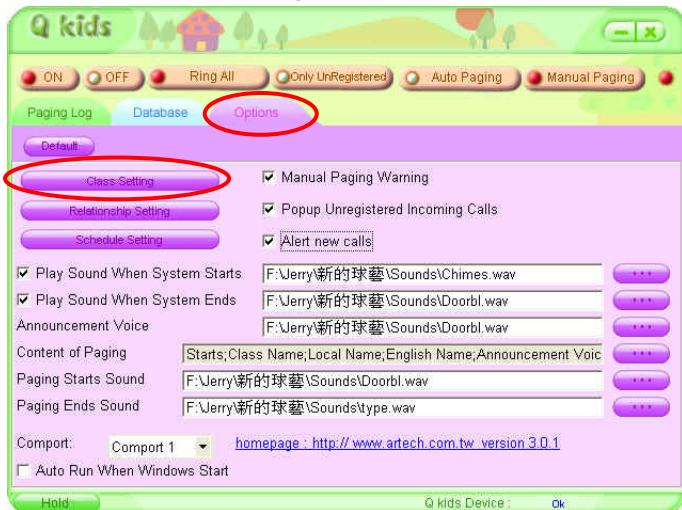 Q kids
ON OFF Ring All Only UnRegistered Auto Paging Manual Paging
Paging Log Database Options
Default
Class Setting Manual Paging Warning
Relationship Setting Popup Unregistered Incoming Calls
Schedule Setting Alert new calls
Play Sound When System Starts F:\Jerry\新的球藝\Sounds\Chimes.wav ...
Play Sound When System Ends F:\Jerry\新的球藝\Sounds\Doorbl.wav ...
Announcement Voice F:\Jerry\新的球藝\Sounds\Doorbl.wav ...
Content of Paging Starts;Class Name;Local Name;English Name;Announcement Voic ...
Paging Starts Sound F:\Jerry\新的球藝\Sounds\Doorbl.wav ...
Paging Ends Sound F:\Jerry\新的球藝\Sounds\type.wav ...
Comport: Comport 1 homepage : http:// www.artech.com.tw version 3.0.1
Auto Run When Windows Start
Hold Q kids Device : Ok